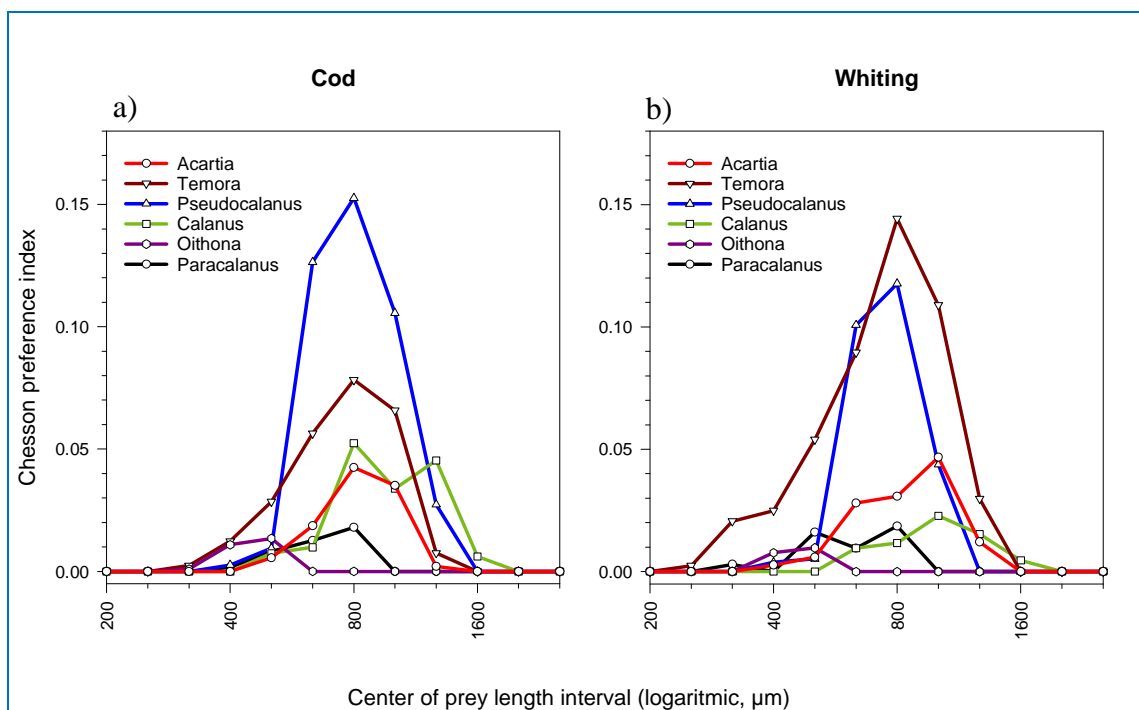 Cod
Whiting
a)
b)
Acartia
Temora
Pseudocalanus
Calanus
Oithona
Paracalanus
Acartia
Temora
Pseudocalanus
Calanus
Oithona
Paracalanus
Chesson preference index
0.15
0.10
0.05
0.00
0.15
0.10
0.05
0.00
200
400
800
1600
200
400
800
1600
Center of prey length interval (logaritmic, µm)